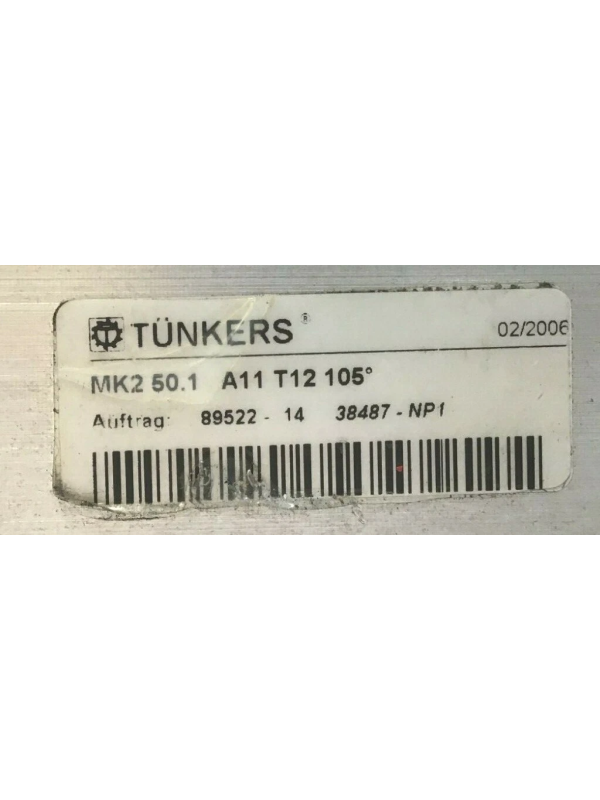 TÜNKERS® 02/2006
MK2 50.1 A11 T12 105°
Auftrag: 89522 - 14 38487 - NP1